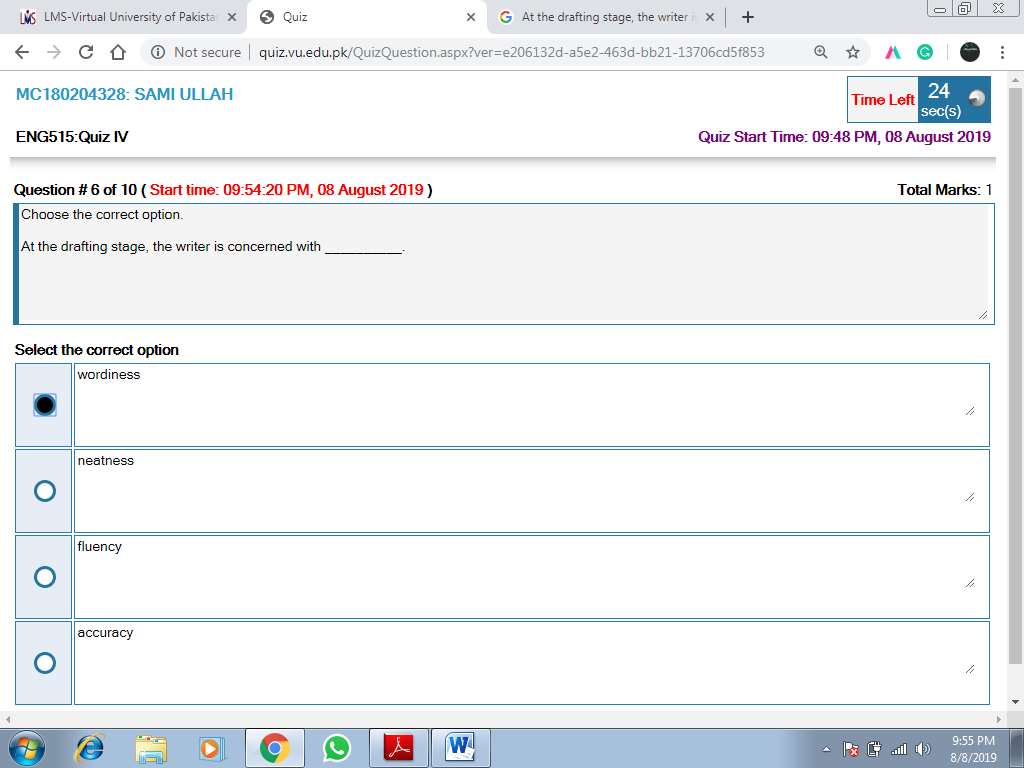 LMS-Virtual University of Pakistan
Quiz
At the drafting stage, the writer i
Not secure
quiz.vu.edu.pk/QuizQuestion.aspx?ver=e206132d-a5e2-463d-bb21-13706cd5f853
MC180204328: SAMI ULLAH
Time Left 24 sec(s)
ENG515:Quiz IV
Quiz Start Time: 09:48 PM, 08 August 2019
Question # 6 of 10 ( Start time: 09:54:20 PM, 08 August 2019 )
Total Marks: 1
Choose the correct option.
At the drafting stage, the writer is concerned with __________.
Select the correct option
wordiness
neatness
fluency
accuracy
9:55 PM
8/8/2019